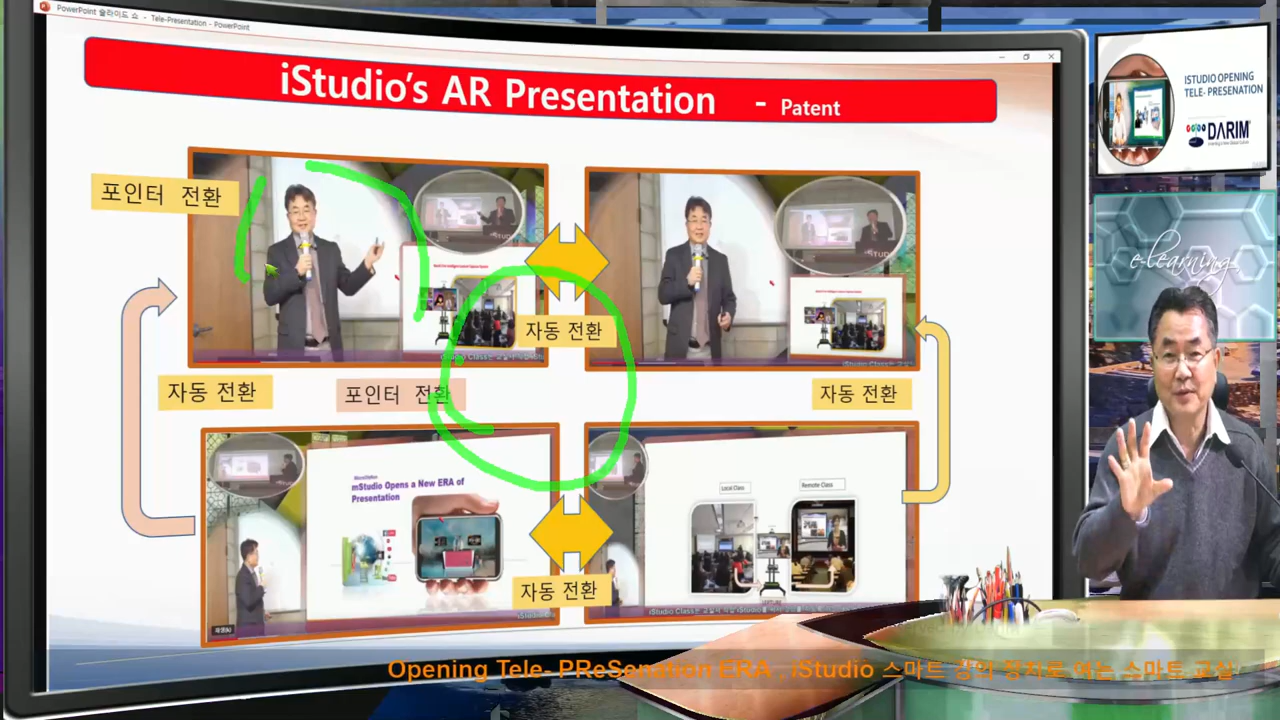 PowerPoint 슬라이드 쇼 - Tele-Presentation - PowerPoint
iStudio's AR Presentation - Patent
포인터 전환
자동 전환
자동 전환
포인터 전환
자동 전환
mStudio Opens a New ERA of
Presentation
Local Class
Remote Class
자동 전환
ISTUDIO OPENING
TELE- PRESENATION
DARIM
e-learning
Opening Tele- PReSenation ERA , iStudio 스마트 강의 장치로 여는 스마트 교실